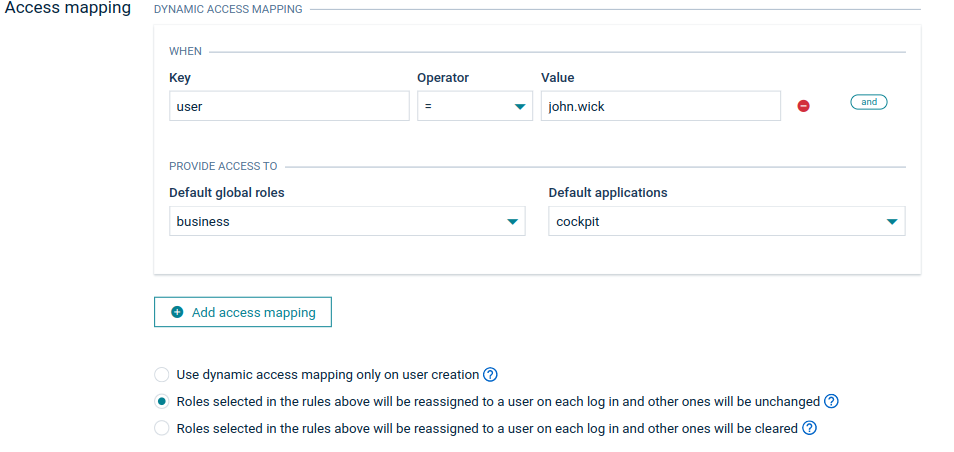 Access mapping
DYNAMIC ACCESS MAPPING
WHEN
Key Operator Value
user = john.wick and
PROVIDE ACCESS TO
Default global roles Default applications
business cockpit
Add access mapping
Use dynamic access mapping only on user creation ?
Roles selected in the rules above will be reassigned to a user on each log in and other ones will be unchanged ?
Roles selected in the rules above will be reassigned to a user on each log in and other ones will be cleared ?